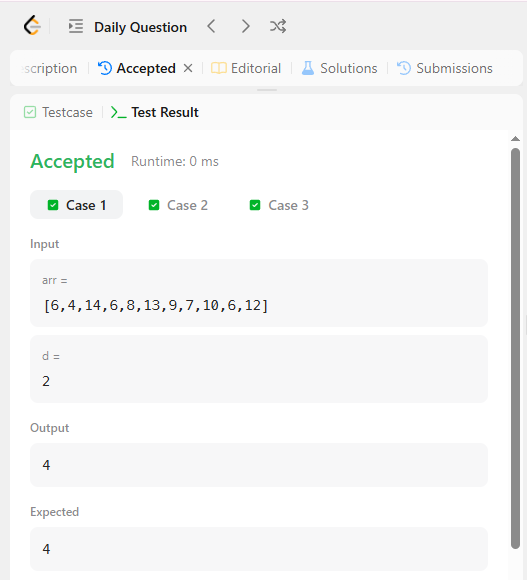 Daily Question
scription Accepted Editorial Solutions Submissions
Testcase Test Result
Accepted Runtime: 0 ms
Case 1 Case 2 Case 3
Input
arr =
[6,4,14,6,8,13,9,7,10,6,12]
d =
2
Output
4
Expected
4